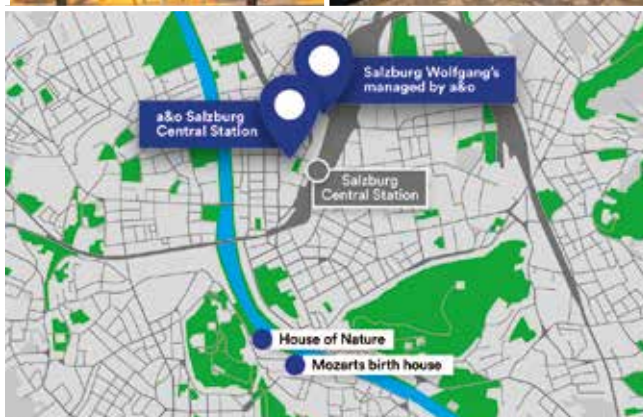 Salzburg Wolfgang's
managed by a&o
a&o Salzburg
Central Station
Salzburg
Central Station
House of Nature
Mozarts birth house